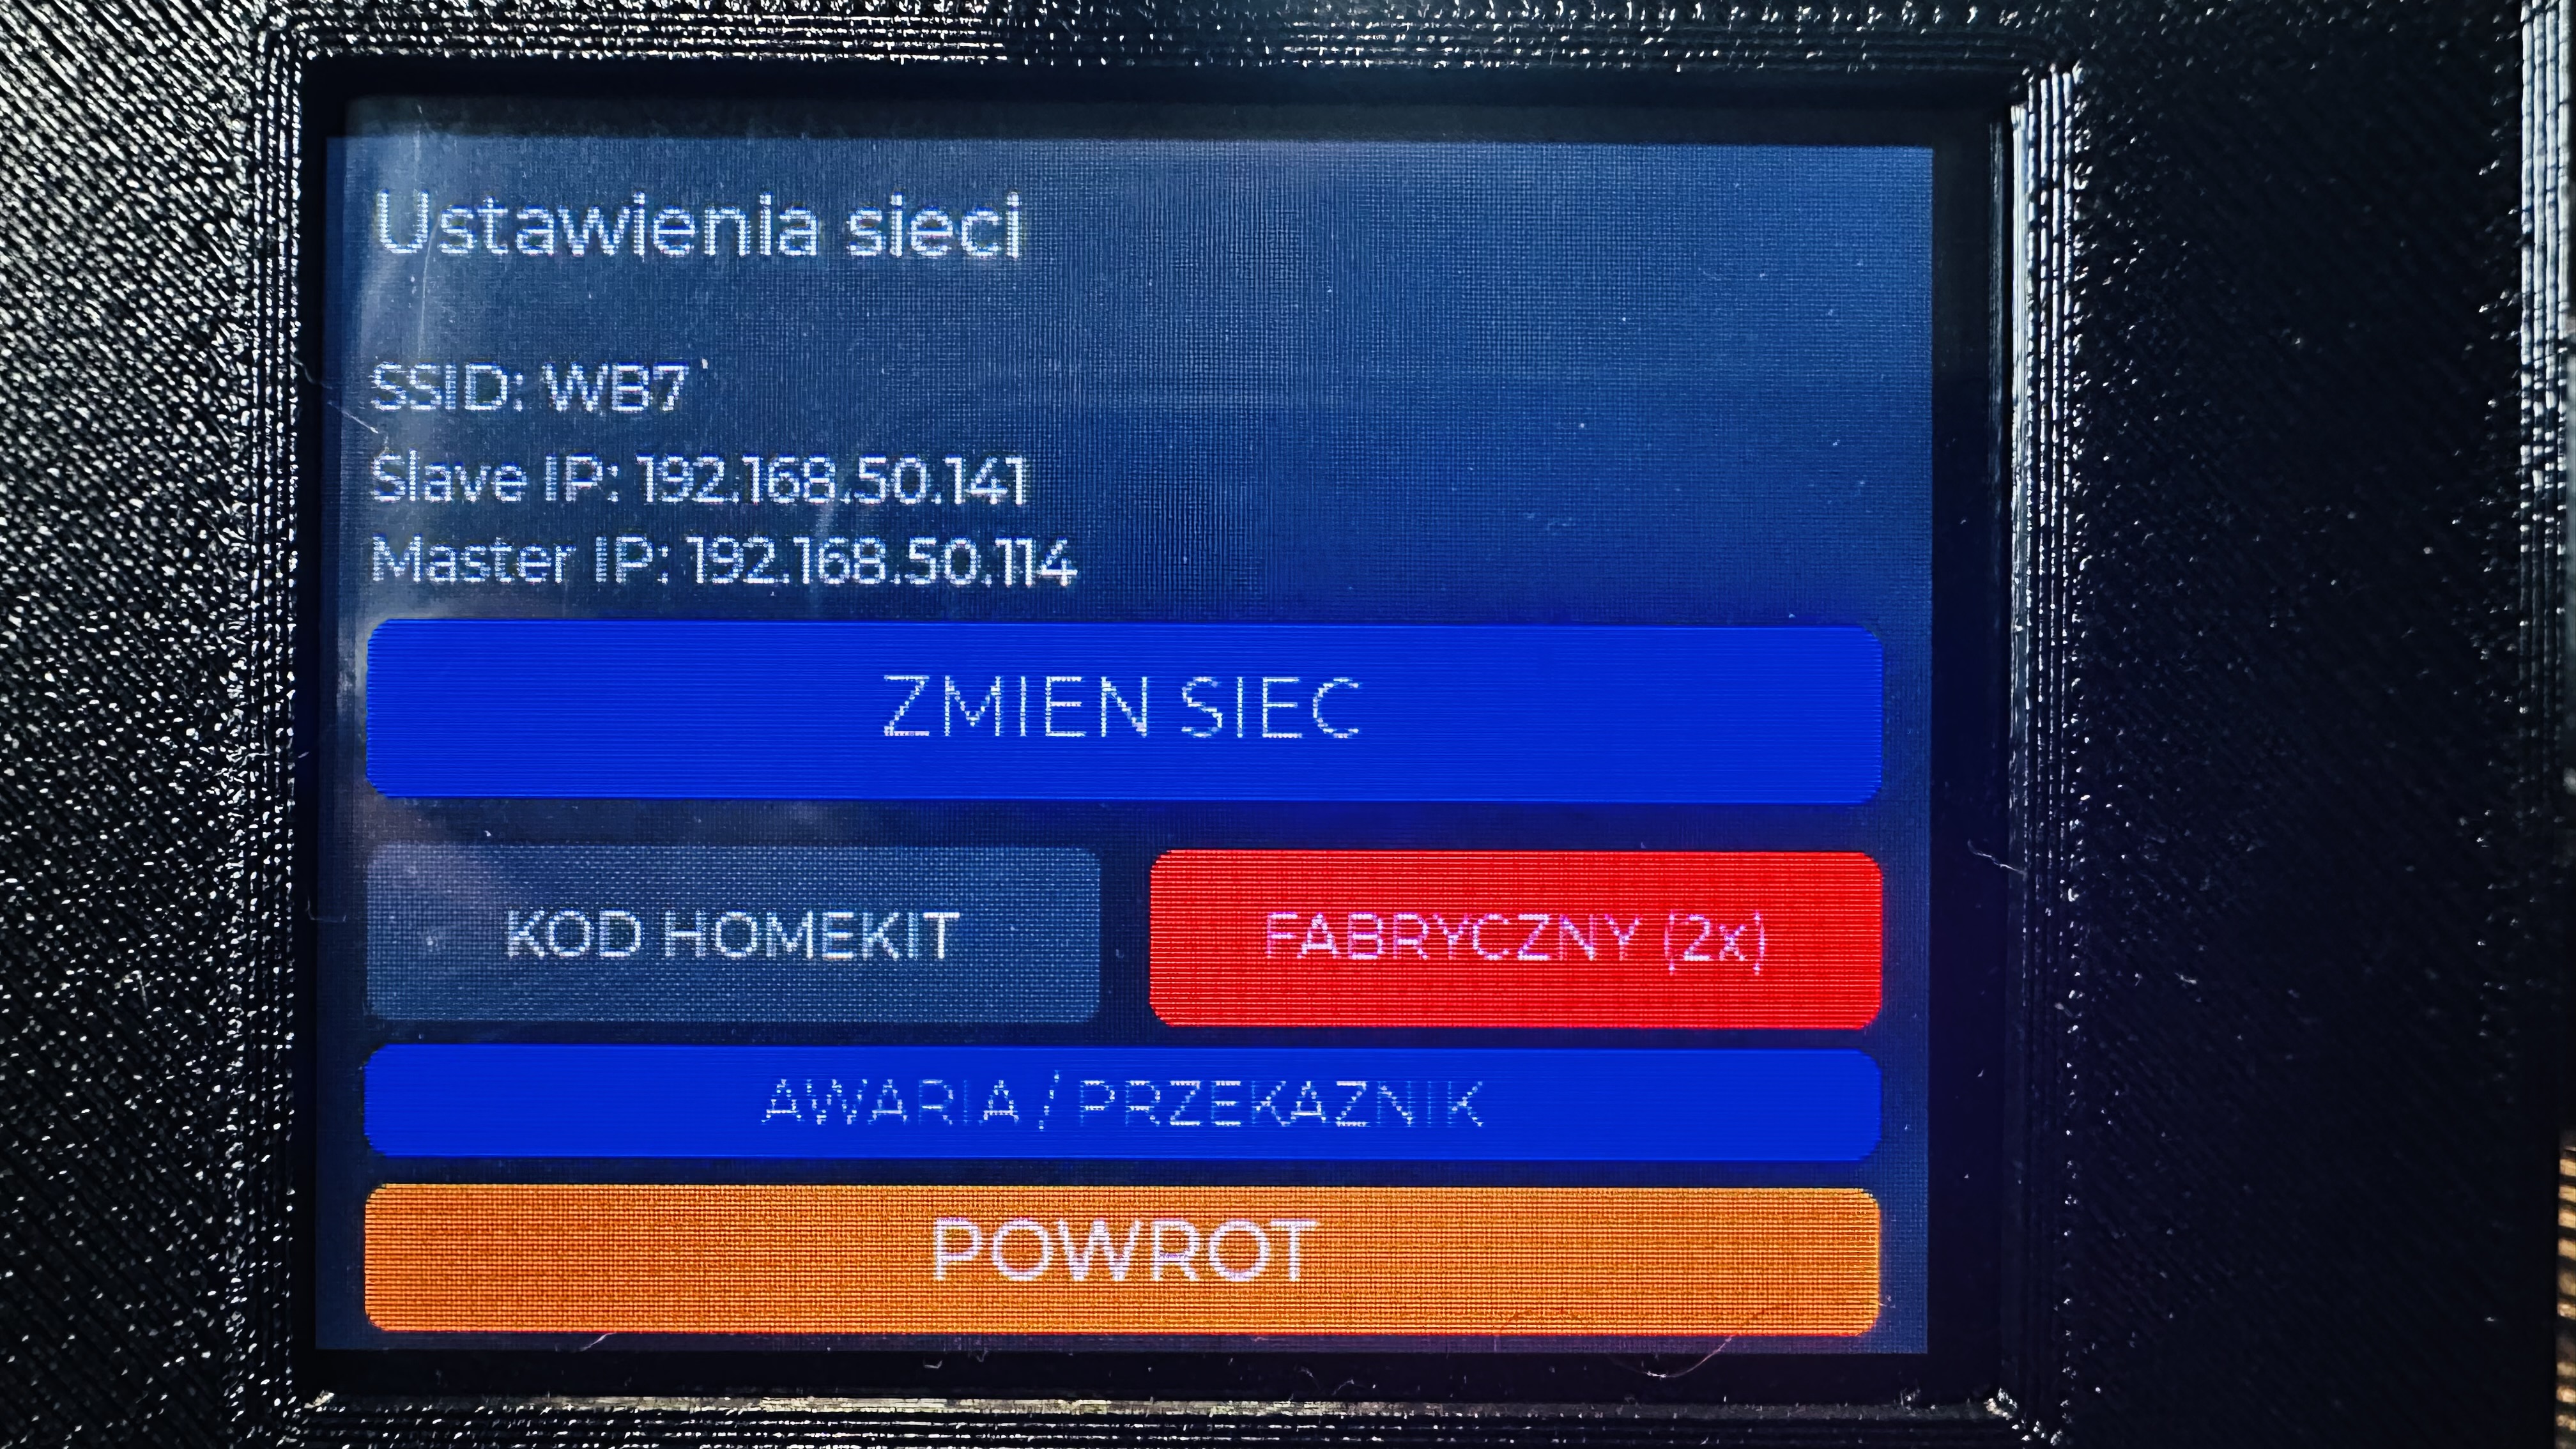 Ustawienia sieci
SSID: WB7
Slave IP: 192.168.50.141
Master IP: 192.168.50.114
ZMIEN SIEC
KOD HOMEKIT
FABRYCZNY (2x)
AWARIA / PRZEKAZNIK
POWROT